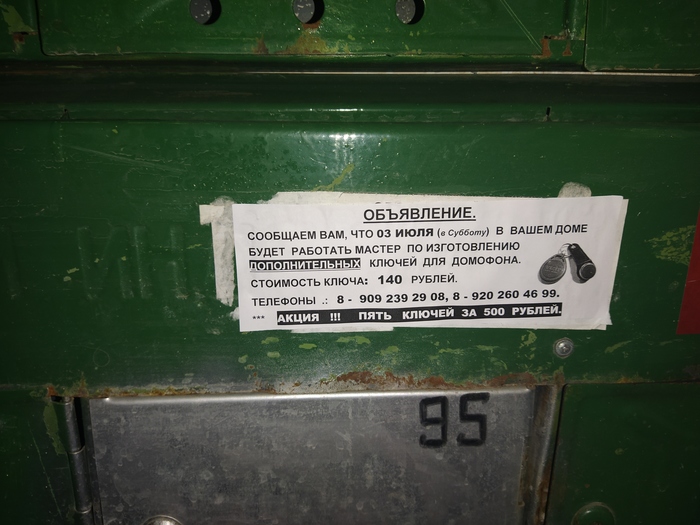 ОБЪЯВЛЕНИЕ.
СООБЩАЕМ ВАМ, ЧТО 03 ИЮЛЯ (в Субботу) В ВАШЕМ ДОМЕ
БУДЕТ РАБОТАТЬ МАСТЕР ПО ИЗГОТОВЛЕНИЮ
ДОПОЛНИТЕЛЬНЫХ КЛЮЧЕЙ ДЛЯ ДОМОФОНА.
СТОИМОСТЬ КЛЮЧА: 140 РУБЛЕЙ.
ТЕЛЕФОНЫ .: 8 - 909 239 29 08, 8 - 920 260 46 99.
*** АКЦИЯ !!! ПЯТЬ КЛЮЧЕЙ ЗА 500 РУБЛЕЙ.
95